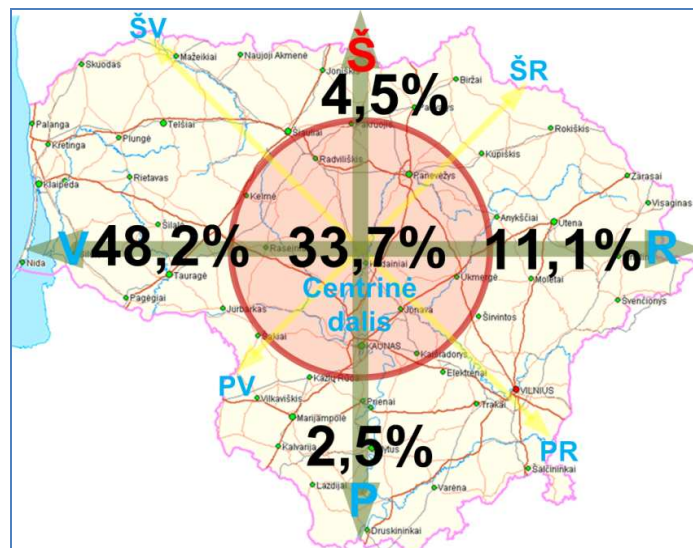 ŠV
Š
ŠR
Skuodas
Mažeikiai
Naujoji Akmenė
Biržai
4,5%
Palanga
Kretinga
Plungė
Telšiai
Šiauliai
Radviliškis
Panevėžys
Kupiškis
Rokiškis
Zarasai
Klaipėda
Rietavas
Kelmė
Anykščiai
Utena
Visaginas
Nida
V
48,2%
33,7%
11,1%
R
Centrinė
dalis
Tauragė
Pagėgiai
Jurbarkas
Jonava
Ukmergė
Molėtai
Širvintos
Švenčionys
KAUNAS
Kaišiadorys
Elektrėnai
PV
Vilkaviškis
Prienai
Trakai
VILNIUS
Marijampolė
Kalvarija
2,5%
PR
Šalčininkai
Lazdijai
Varėna
P
Druskininkai